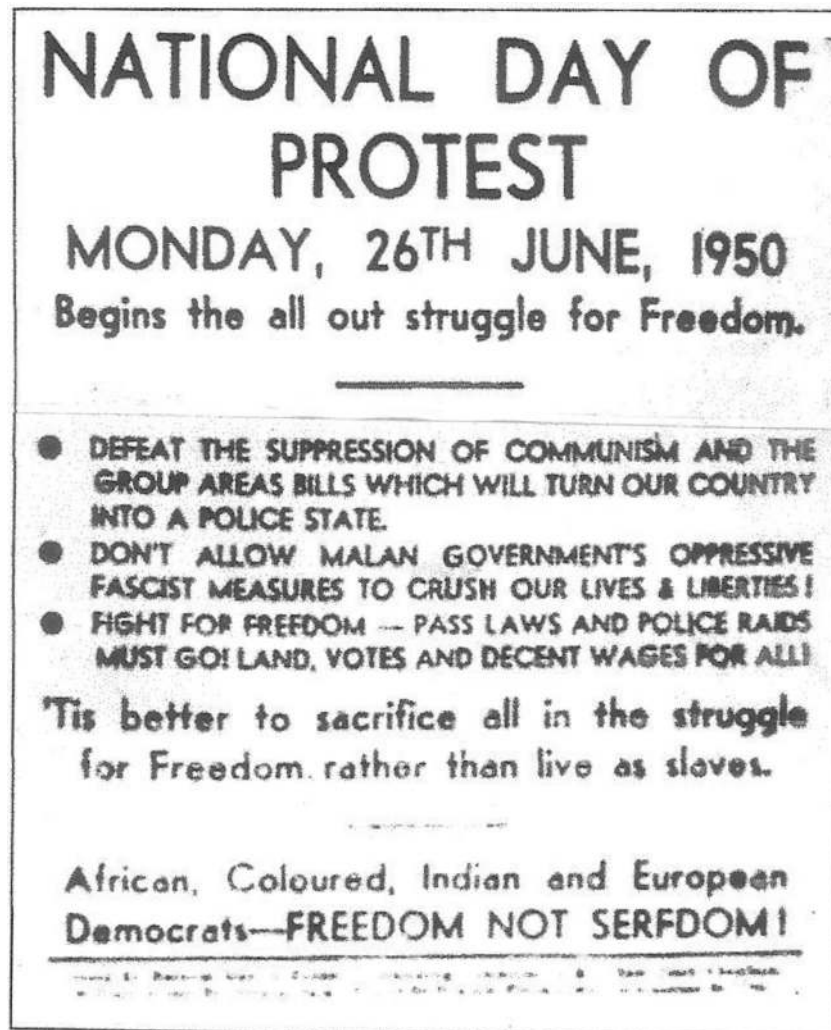 NATIONAL DAY OF
PROTEST
MONDAY, 26TH JUNE, 1950
Begins the all out struggle for Freedom.
● DEFEAT THE SUPPRESSION OF COMMUNISM AND THE
GROUP AREAS BILLS WHICH WILL TURN OUR COUNTRY
INTO A POLICE STATE.
● DON'T ALLOW MALAN GOVERNMENT'S OPPRESSIVE
FASCIST MEASURES TO CRUSH OUR LIVES & LIBERTIES!
● FIGHT FOR FREEDOM — PASS LAWS AND POLICE RAIDS
MUST GO! LAND, VOTES AND DECENT WAGES FOR ALL!
'Tis better to sacrifice all in the struggle
for Freedom rather than live as slaves.
African, Coloured, Indian and European
Democrats—FREEDOM NOT SERFDOM!